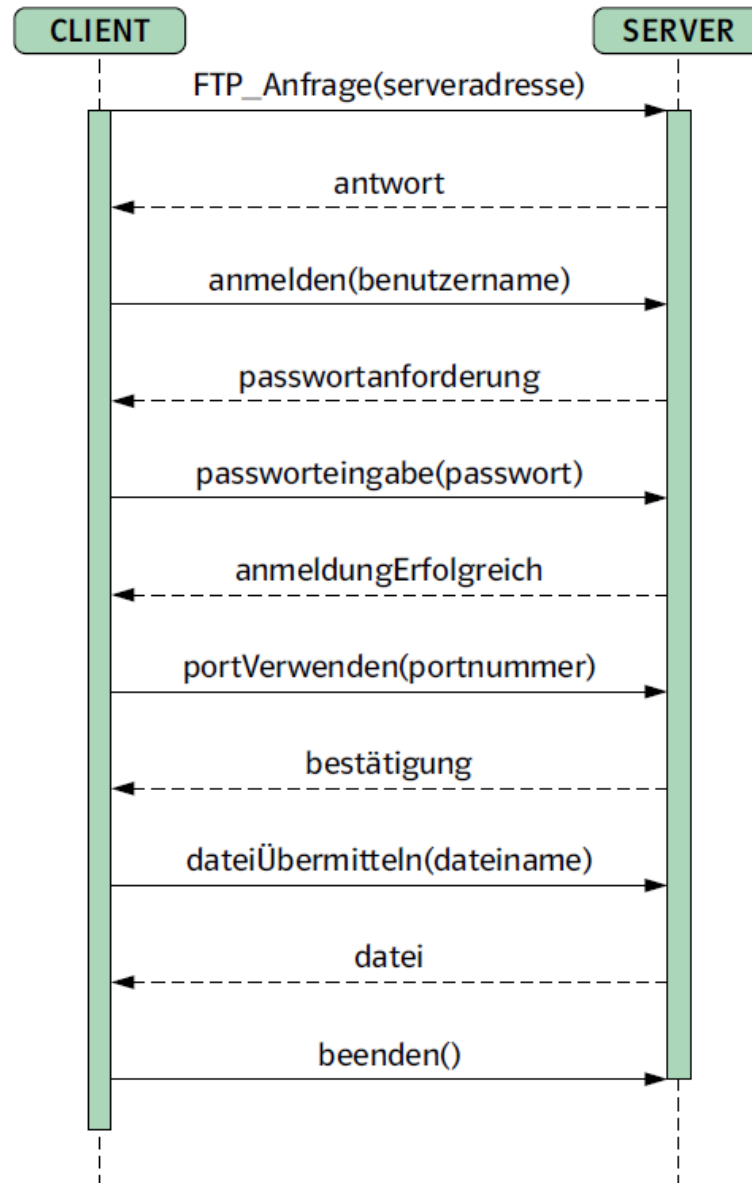 CLIENT
SERVER
FTP_Anfrage(serveradresse)
antwort
anmelden(benutzername)
passwortanforderung
passworteingabe(passwort)
anmeldungErfolgreich
portVerwenden(portnummer)
bestätigung
dateiÜbermitteln(dateiname)
datei
beenden()